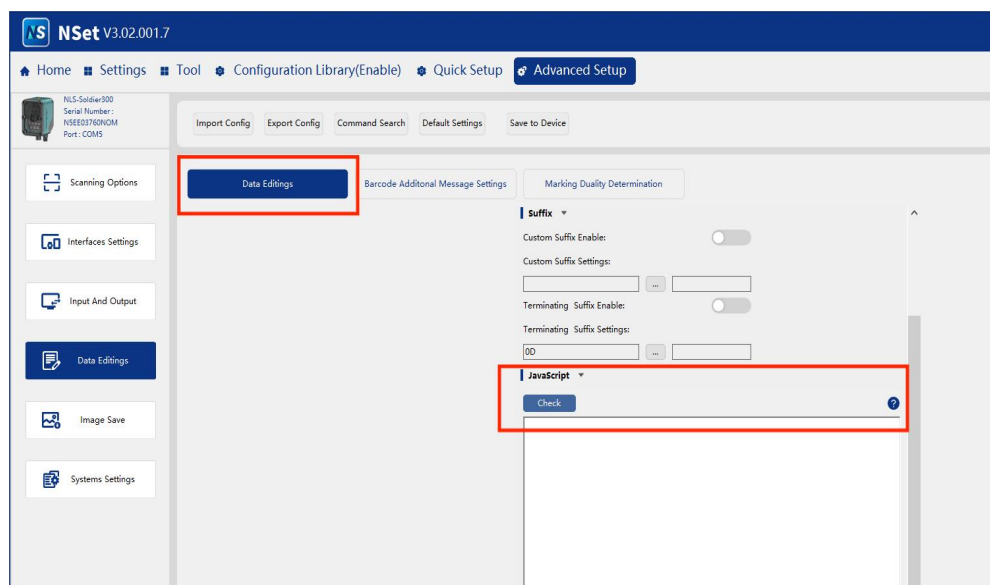 NS NSet V3.02.001.7
Home Settings Tool Configuration Library(Enable) Quick Setup Advanced Setup
NLS-Soldier300
Serial Number :
NSEE03760NOM
Port : COM5
Import Config Export Config Command Search Default Settings Save to Device
Scanning Options
Interfaces Settings
Input And Output
Data Editings
Image Save
Systems Settings
Data Editings Barcode Additonal Message Settings Marking Duality Determination
Suffix
Custom Suffix Enable:
Custom Suffix Settings:
...
Terminating Suffix Enable:
Terminating Suffix Settings:
0D ...
JavaScript
Check ?